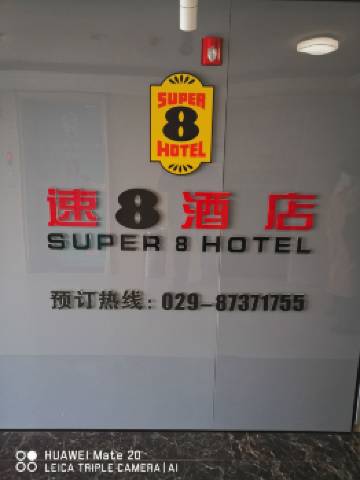 SUPER
8
HOTEL
速8酒店
SUPER 8 HOTEL
预订热线: 029-87371755
HUAWEI Mate 20
LEICA TRIPLE CAMERA | AI